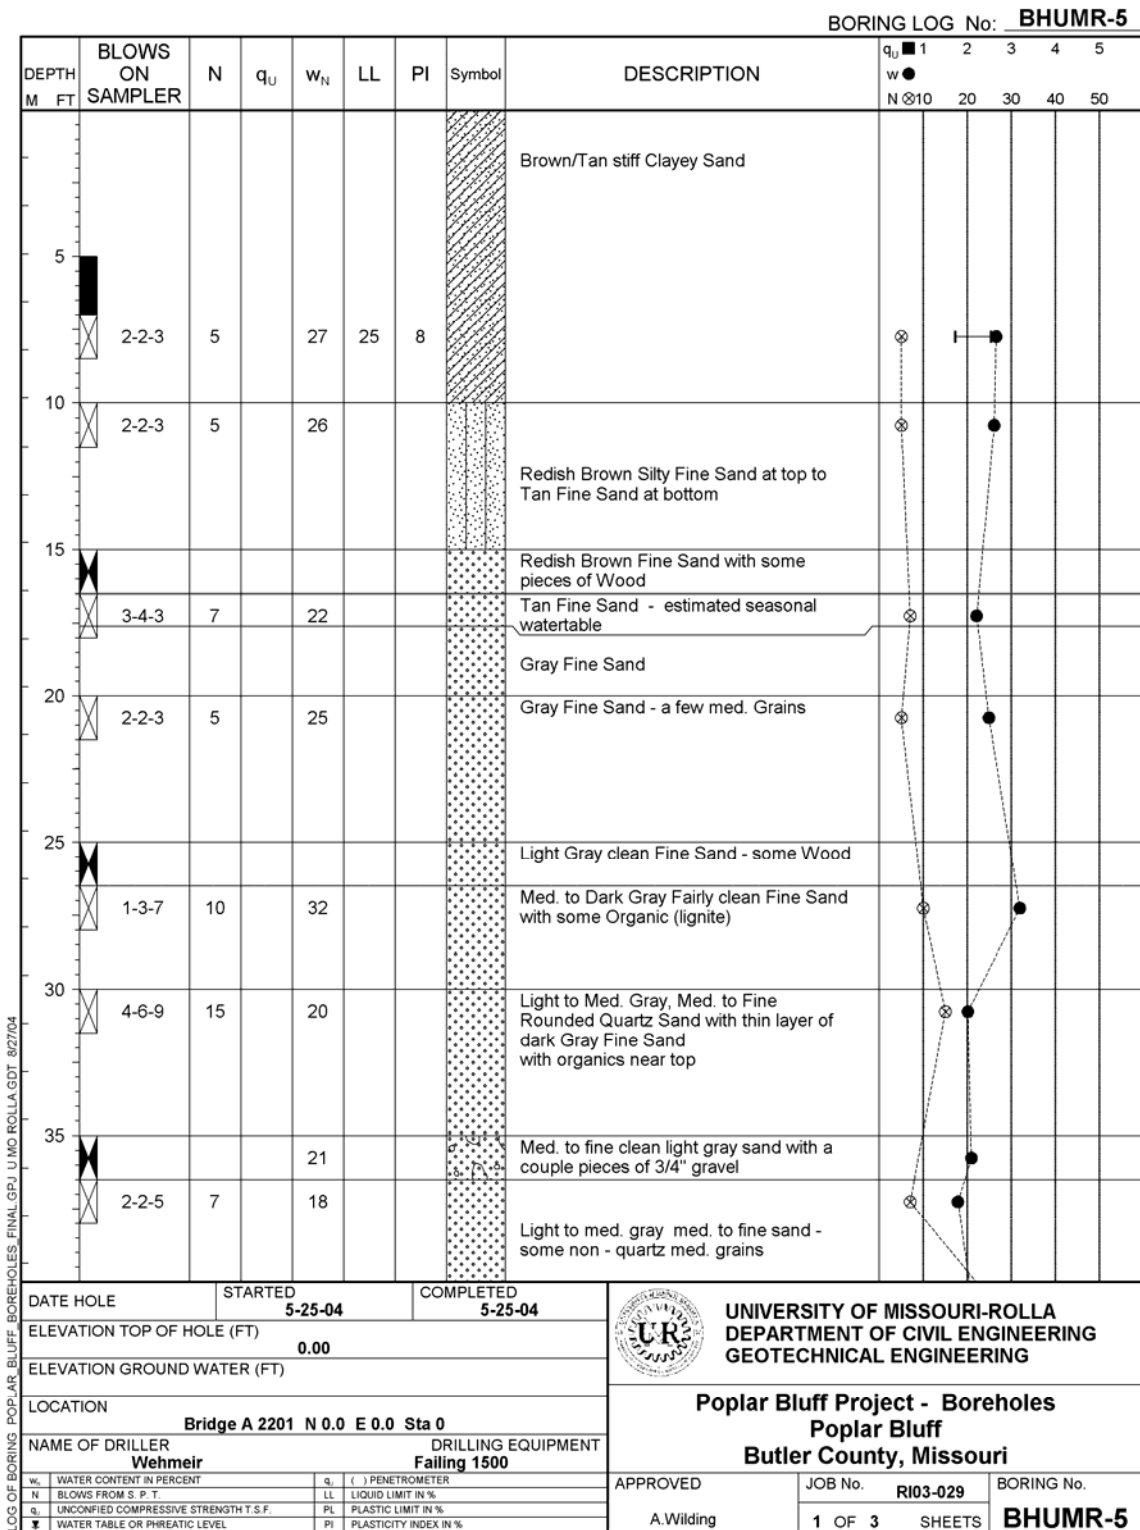 BORING LOG No: BHUMR-5
DEPTH
M FT
BLOWS
ON
SAMPLER
N
qU
wN
LL
PI
Symbol
DESCRIPTION
qU 1 2 3 4 5
w
N 10 20 30 40 50
Brown/Tan stiff Clayey Sand
5
2-2-3 5 27 25 8
10
2-2-3 5 26
Redish Brown Silty Fine Sand at top to
Tan Fine Sand at bottom
15
Redish Brown Fine Sand with some
pieces of Wood
3-4-3 7 22
Tan Fine Sand - estimated seasonal
watertable
Gray Fine Sand
20
2-2-3 5 25
Gray Fine Sand - a few med. Grains
25
Light Gray clean Fine Sand - some Wood
1-3-7 10 32
Med. to Dark Gray Fairly clean Fine Sand
with some Organic (lignite)
30
4-6-9 15 20
Light to Med. Gray, Med. to Fine
Rounded Quartz Sand with thin layer of
dark Gray Fine Sand
with organics near top
35
21
Med. to fine clean light gray sand with a
couple pieces of 3/4" gravel
2-2-5 7 18
Light to med. gray med. to fine sand -
some non - quartz med. grains
LOG OF BORING POPLAR_BLUFF_BOREHOLES_FINAL.GPJ U MO ROLLA.GDT 8/27/04
DATE HOLE
STARTED
5-25-04
COMPLETED
5-25-04
ELEVATION TOP OF HOLE (FT)
0.00
ELEVATION GROUND WATER (FT)
LOCATION
Bridge A 2201 N 0.0 E 0.0 Sta 0
NAME OF DRILLER
Wehmeir
DRILLING EQUIPMENT
Failing 1500
wN WATER CONTENT IN PERCENT
N BLOWS FROM S. P. T.
qU UNCONFIED COMPRESSIVE STRENGTH T.S.F.
WATER TABLE OR PHREATIC LEVEL
qU ( ) PENETROMETER
LL LIQUID LIMIT IN %
PL PLASTIC LIMIT IN %
PI PLASTICITY INDEX IN %
UR
UNIVERSITY OF MISSOURI-ROLLA
DEPARTMENT OF CIVIL ENGINEERING
GEOTECHNICAL ENGINEERING
Poplar Bluff Project - Boreholes
Poplar Bluff
Butler County, Missouri
APPROVED
A.Wilding
JOB No. RI03-029
1 OF 3 SHEETS
BORING No.
BHUMR-5